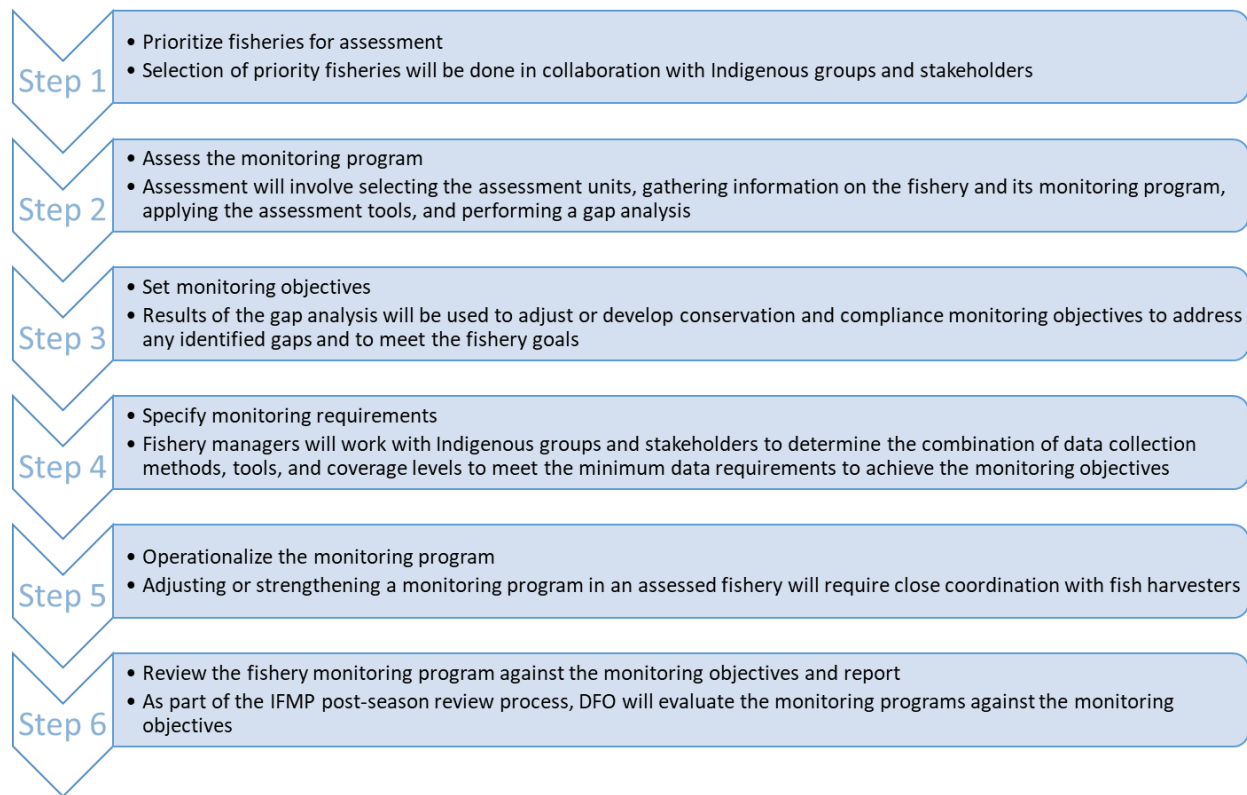 Step 1
• Prioritize fisheries for assessment
• Selection of priority fisheries will be done in collaboration with Indigenous groups and stakeholders
Step 2
• Assess the monitoring program
• Assessment will involve selecting the assessment units, gathering information on the fishery and its monitoring program,
applying the assessment tools, and performing a gap analysis
Step 3
• Set monitoring objectives
• Results of the gap analysis will be used to adjust or develop conservation and compliance monitoring objectives to address
any identified gaps and to meet the fishery goals
Step 4
• Specify monitoring requirements
• Fishery managers will work with Indigenous groups and stakeholders to determine the combination of data collection
methods, tools, and coverage levels to meet the minimum data requirements to achieve the monitoring objectives
Step 5
• Operationalize the monitoring program
• Adjusting or strengthening a monitoring program in an assessed fishery will require close coordination with fish harvesters
Step 6
• Review the fishery monitoring program against the monitoring objectives and report
• As part of the IFMP post-season review process, DFO will evaluate the monitoring programs against the monitoring
objectives